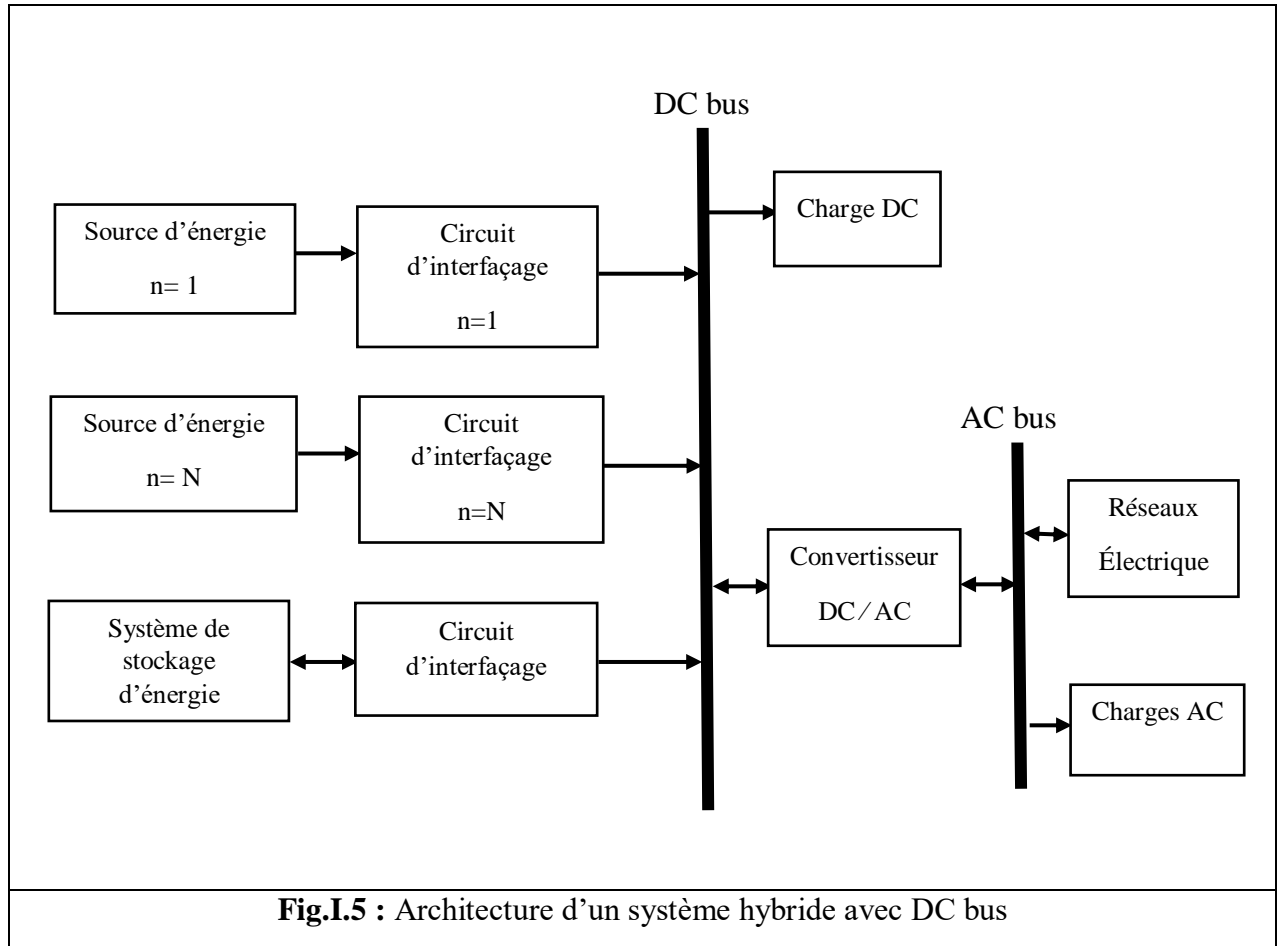 DC bus
Charge DC
Source d’énergie
n= 1
Circuit
d’interfaçage
n=1
Source d’énergie
n= N
Circuit
d’interfaçage
n=N
AC bus
Réseaux
Électrique
Convertisseur
DC ∕ AC
Système de
stockage
d’énergie
Circuit
d’interfaçage
Charges AC
Fig.I.5 : Architecture d’un système hybride avec DC bus